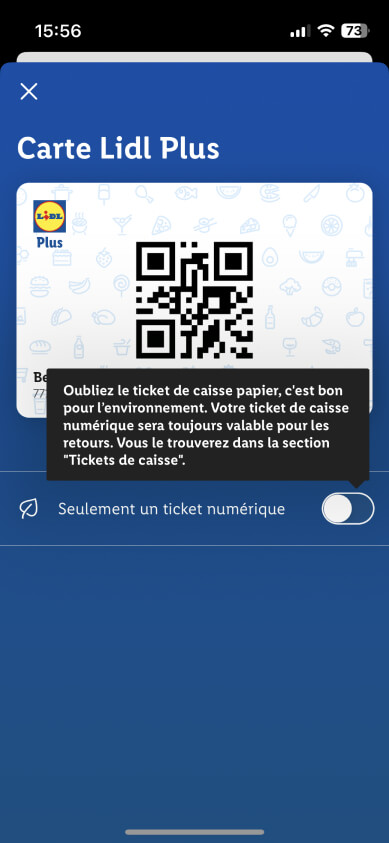 15:56
73
Carte Lidl Plus
LIDL
Plus
Be
77
Oubliez le ticket de caisse papier, c'est bon
pour l'environnement. Votre ticket de caisse
numérique sera toujours valable pour les
retours. Vous le trouverez dans la section
"Tickets de caisse".
Seulement un ticket numérique